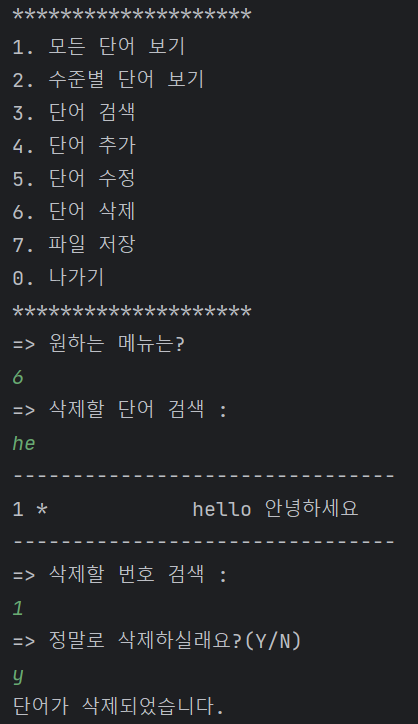 ********************
1. 모든 단어 보기
2. 수준별 단어 보기
3. 단어 검색
4. 단어 추가
5. 단어 수정
6. 단어 삭제
7. 파일 저장
0. 나가기
********************
=> 원하는 메뉴는?
6
=> 삭제할 단어 검색 :
he
--------------------------------
1 *            hello 안녕하세요
--------------------------------
=> 삭제할 번호 검색 :
1
=> 정말로 삭제하실래요?(Y/N)
y
단어가 삭제되었습니다.